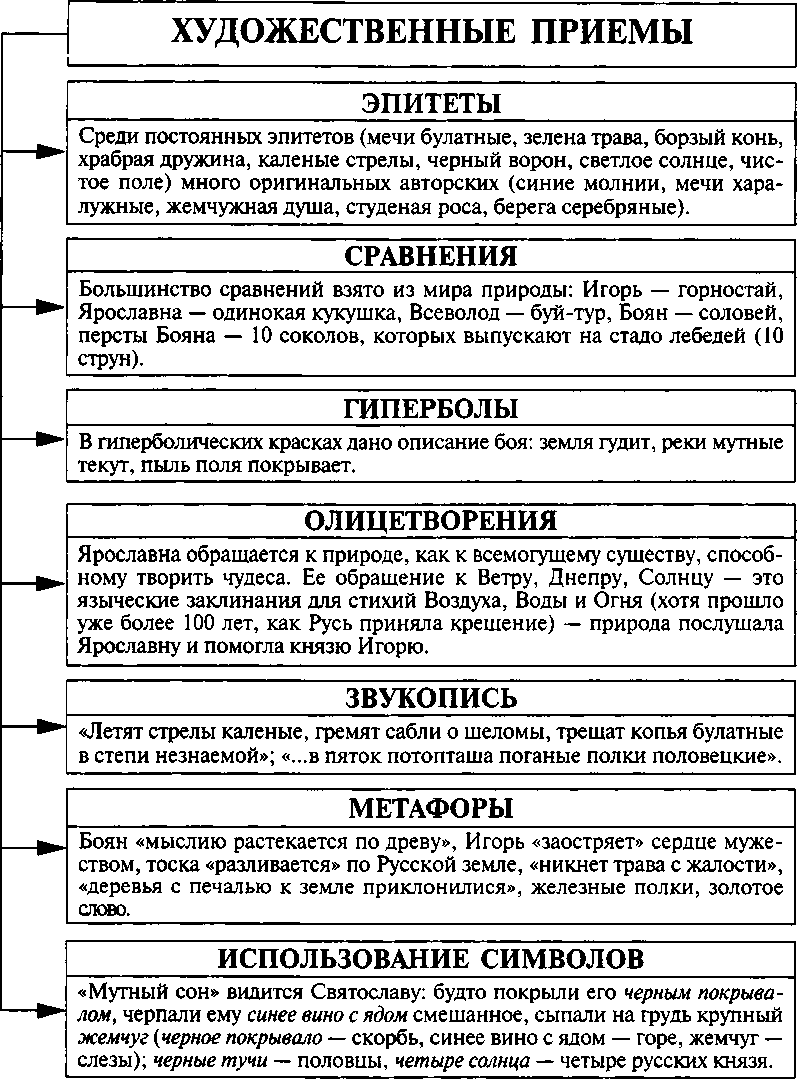 ХУДОЖЕСТВЕННЫЕ ПРИЕМЫ
ЭПИТЕТЫ
Среди постоянных эпитетов (мечи булатные, зелена трава, борзый конь,
храбрая дружина, каленые стрелы, черный ворон, светлое солнце, чис-
тое поле) много оригинальных авторских (синие молнии, мечи хара-
лужные, жемчужная душа, студеная роса, берега серебряные).
СРАВНЕНИЯ
Большинство сравнений взято из мира природы: Игорь — горностай,
Ярославна — одинокая кукушка, Всеволод — буй-тур, Боян — соловей,
персты Бояна — 10 соколов, которых выпускают на стадо лебедей (10
струн).
ГИПЕРБОЛЫ
В гиперболических красках дано описание боя: земля гудит, реки мутные
текут, пыль поля покрывает.
ОЛИЦЕТВОРЕНИЯ
Ярославна обращается к природе, как к всемогущему существу, способ-
ному творить чудеса. Ее обращение к Ветру, Днепру, Солнцу — это
языческие заклинания для стихий Воздуха, Воды и Огня (хотя прошло
уже более 100 лет, как Русь приняла крещение) — природа послушала
Ярославну и помогла князю Игорю.
ЗВУКОПИСЬ
«Летят стрелы каленые, гремят сабли о шеломы, трещат копья булатные
в степи незнаемой»; «...в пяток потопташа поганые полки половецкие».
МЕТАФОРЫ
Боян «мыслию растекается по древу», Игорь «заостряет» сердце муже-
ством, тоска «разливается» по Русской земле, «никнет трава с жалости»,
«деревья с печалью к земле приклонилися», железные полки, золотое
слово.
ИСПОЛЬЗОВАНИЕ СИМВОЛОВ
«Мутный сон» видится Святославу: будто покрыли его черным покрыва-
лом, черпали ему синее вино с ядом смешанное, сыпали на грудь крупный
жемчуг (черное покрывало — скорбь, синее вино с ядом — горе, жемчуг —
слезы); черные тучи — половцы, четыре солнца — четыре русских князя.